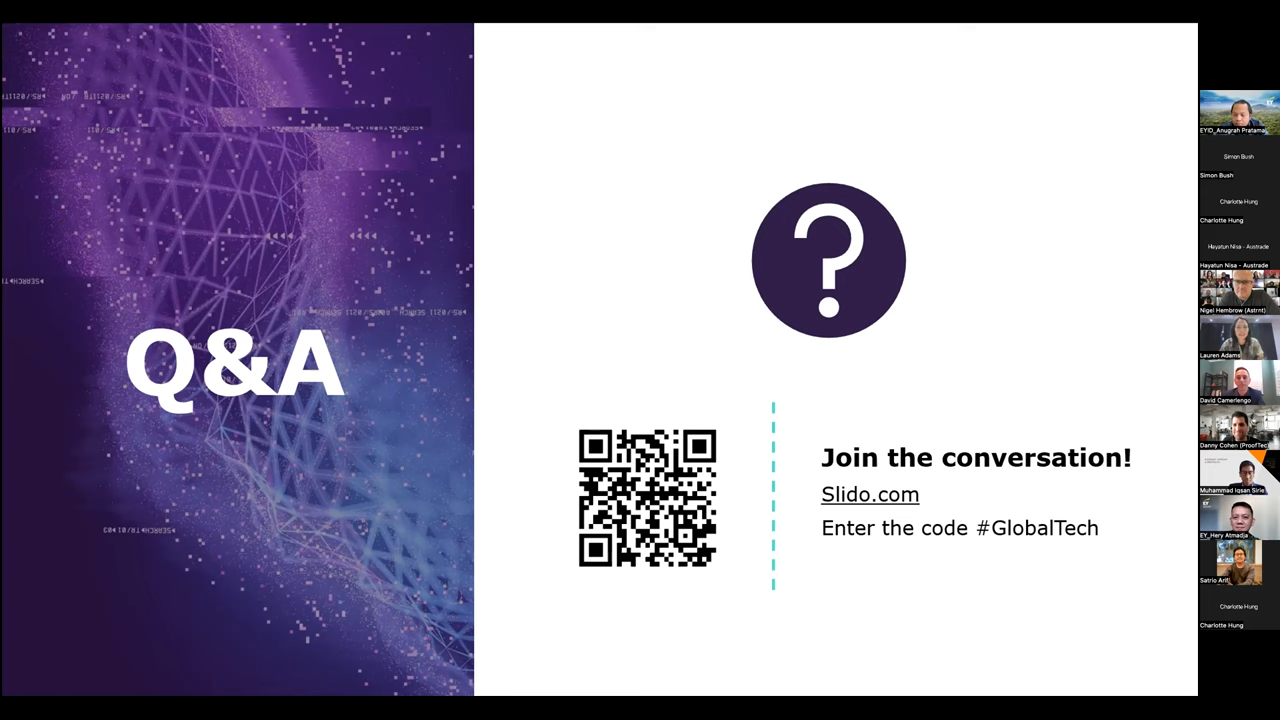 Q&A
Join the conversation!
Slido.com
Enter the code #GlobalTech
EYID_Anugrah Pratama
Simon Bush
Simon Bush
Charlotte Hung
Charlotte Hung
Hayatun Nisa - Austrade
Hayatun Nisa - Austrade
Nigel Hembrow (Astrnt)
Lauren Adams
David Camerlengo
Danny Cohen (ProofTec)
Muhammad Iqsan Sirie
EY_Hery Atmadja
Satrio Arif
Charlotte Hung
Charlotte Hung